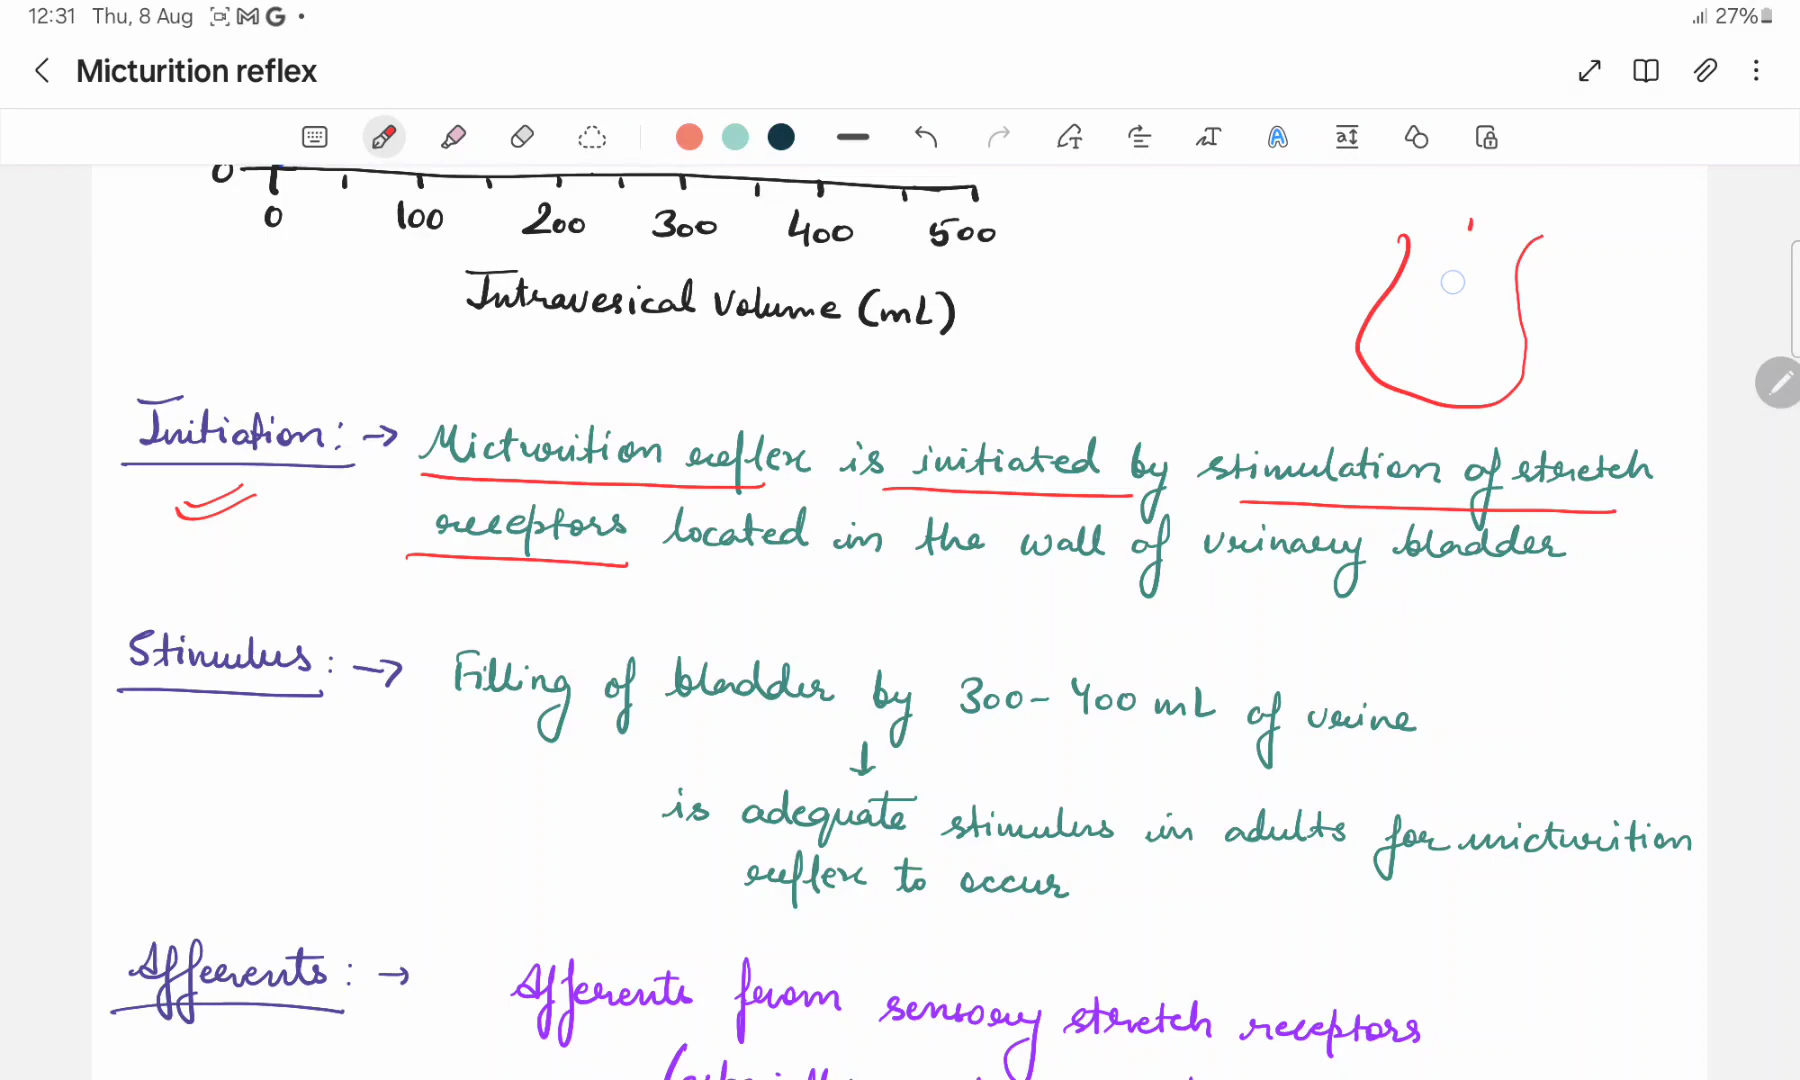 12:31 Thu, 8 Aug 27%
Micturition reflex
0
0 100 200 300 400 500
Intravesical Volume (mL)
Initiation: → Micturition reflex is initiated by stimulation of stretch
receptors located in the wall of urinary bladder
Stimulus: → Filling of bladder by 300-400 mL of urine
↓
is adequate stimulus in adults for micturition
reflex to occur
Afferents: → Afferents from sensory stretch receptors